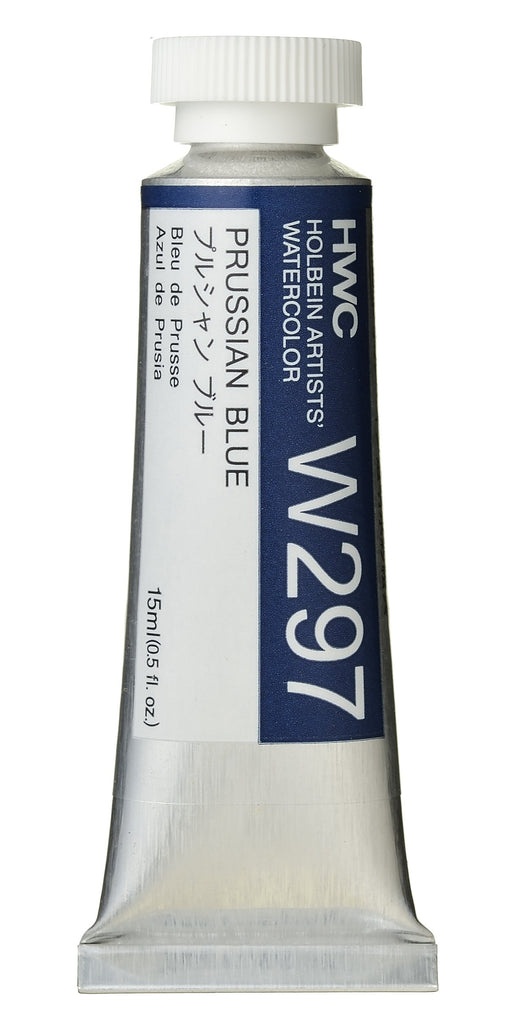 HWC
HOLBEIN ARTISTS'
WATERCOLOR
W297
PRUSSIAN BLUE
プルシャン ブルー
Bleu de Prusse
Azul de Prusia
15ml(0.5 fl. oz.)